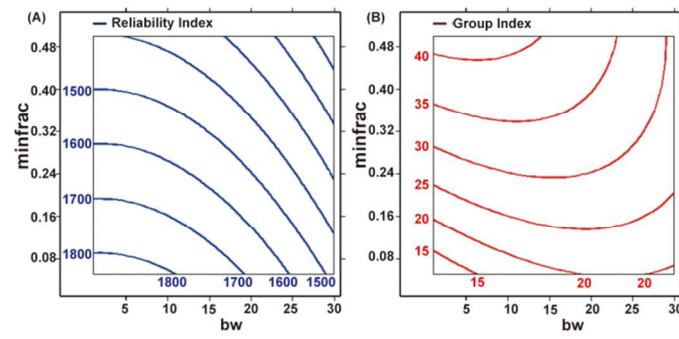 (A) Reliability Index
0.48
0.40
0.32
0.24
0.16
0.08
minfrac
1500
1600
1700
1800
1800 1700 1600 1500
5 10 15 20 25 30
bw
(B) Group Index
0.48
0.40
0.32
0.24
0.16
0.08
minfrac
40
35
30
25
20
15
15 20 20
5 10 15 20 25 30
bw